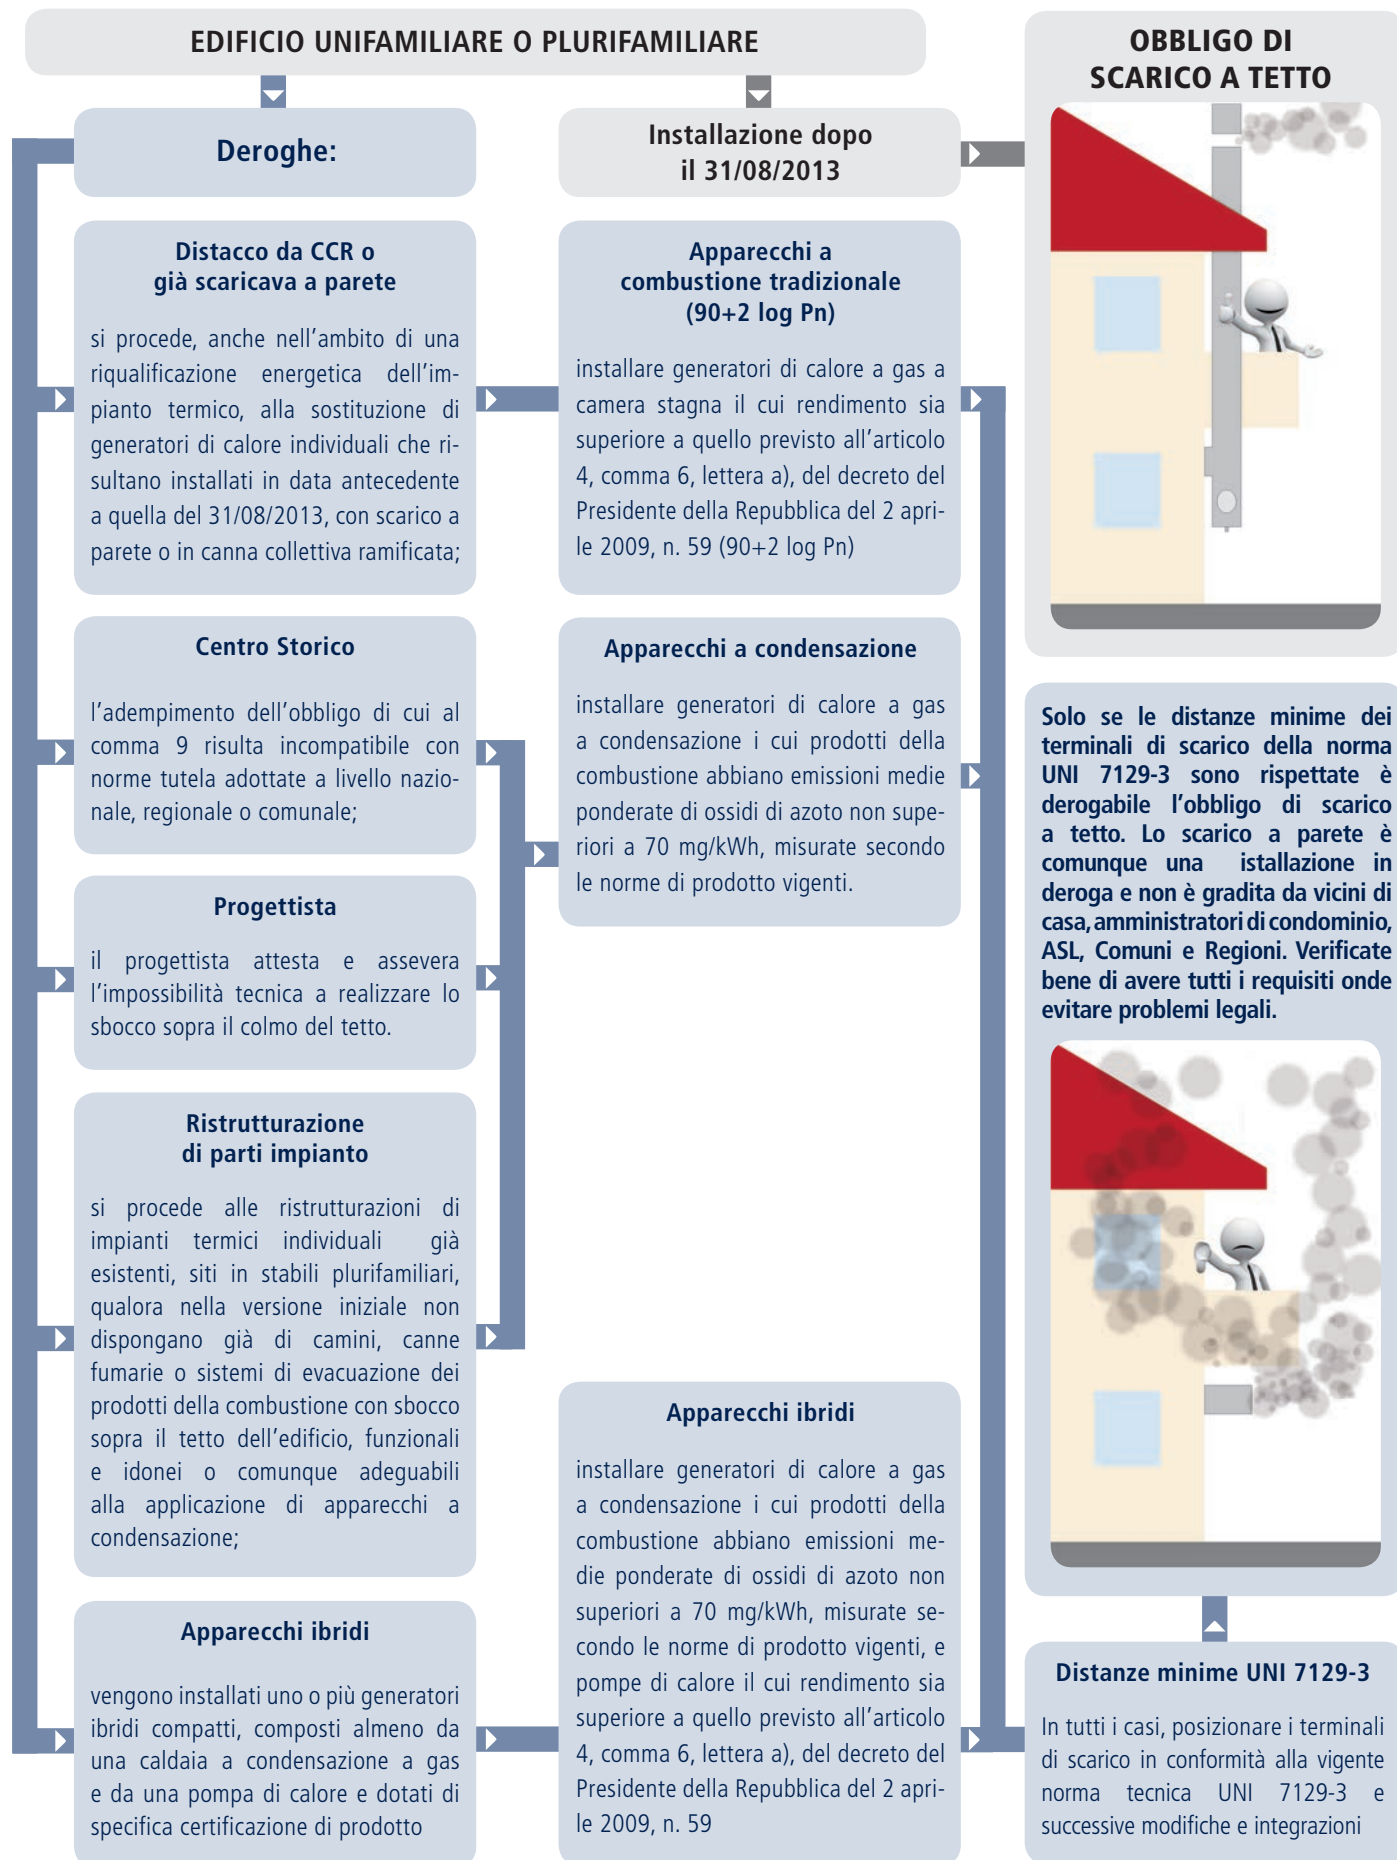 EDIFICIO UNIFAMILIARE O PLURIFAMILIARE
Deroghe:
Distacco da CCR o
già scaricava a parete
si procede, anche nell'ambito di una
riqualificazione energetica dell'im-
pianto termico, alla sostituzione di
generatori di calore individuali che ri-
sultano installati in data antecedente
a quella del 31/08/2013, con scarico a
parete o in canna collettiva ramificata;
Centro Storico
l'adempimento dell'obbligo di cui al
comma 9 risulta incompatibile con
norme tutela adottate a livello nazio-
nale, regionale o comunale;
Progettista
il progettista attesta e assevera
l'impossibilità tecnica a realizzare lo
sbocco sopra il colmo del tetto.
Ristrutturazione
di parti impianto
si procede alle ristrutturazioni di
impianti termici individuali già
esistenti, siti in stabili plurifamiliari,
qualora nella versione iniziale non
dispongano già di camini, canne
fumarie o sistemi di evacuazione dei
prodotti della combustione con sbocco
sopra il tetto dell'edificio, funzionali
e idonei o comunque adeguabili
alla applicazione di apparecchi a
condensazione;
Apparecchi ibridi
vengono installati uno o più generatori
ibridi compatti, composti almeno da
una caldaia a condensazione a gas
e da una pompa di calore e dotati di
specifica certificazione di prodotto
Installazione dopo
il 31/08/2013
Apparecchi a
combustione tradizionale
(90+2 log Pn)
installare generatori di calore a gas a
camera stagna il cui rendimento sia
superiore a quello previsto all'articolo
4, comma 6, lettera a), del decreto del
Presidente della Repubblica del 2 apri-
le 2009, n. 59 (90+2 log Pn)
Apparecchi a condensazione
installare generatori di calore a gas
a condensazione i cui prodotti della
combustione abbiano emissioni medie
ponderate di ossidi di azoto non supe-
riori a 70 mg/kWh, misurate secondo
le norme di prodotto vigenti.
Apparecchi ibridi
installare generatori di calore a gas
a condensazione i cui prodotti della
combustione abbiano emissioni me-
die ponderate di ossidi di azoto non
superiori a 70 mg/kWh, misurate se-
condo le norme di prodotto vigenti, e
pompe di calore il cui rendimento sia
superiore a quello previsto all'articolo
4, comma 6, lettera a), del decreto del
Presidente della Repubblica del 2 apri-
le 2009, n. 59
OBBLIGO DI
SCARICO A TETTO
Solo se le distanze minime dei
terminali di scarico della norma
UNI 7129-3 sono rispettate è
derogabile l'obbligo di scarico
a tetto. Lo scarico a parete è
comunque una istallazione in
deroga e non è gradita da vicini di
casa, amministratori di condominio,
ASL, Comuni e Regioni. Verificate
bene di avere tutti i requisiti onde
evitare problemi legali.
Distanze minime UNI 7129-3
In tutti i casi, posizionare i terminali
di scarico in conformità alla vigente
norma tecnica UNI 7129-3 e
successive modifiche e integrazioni